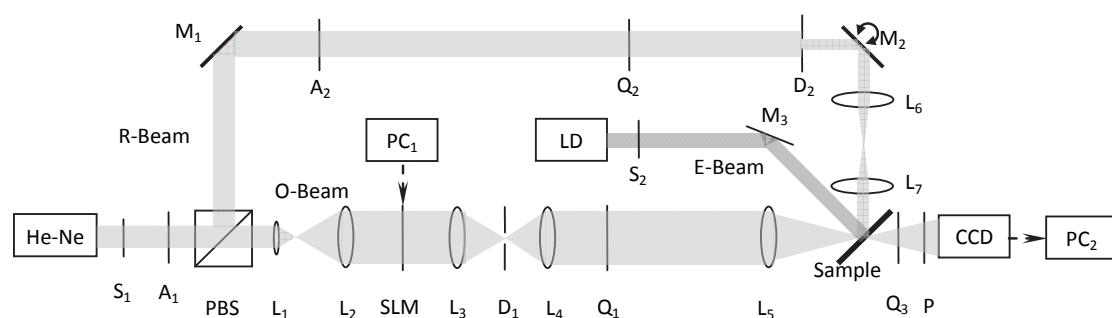 M₁
M₂
A₂
Q₂
D₂
L₆
R-Beam
PC₁
LD
M₃
S₂
E-Beam
L₇
O-Beam
He-Ne
CCD
PC₂
Sample
S₁
A₁
PBS
L₁
L₂
SLM
L₃
D₁
L₄
Q₁
L₅
Q₃
P